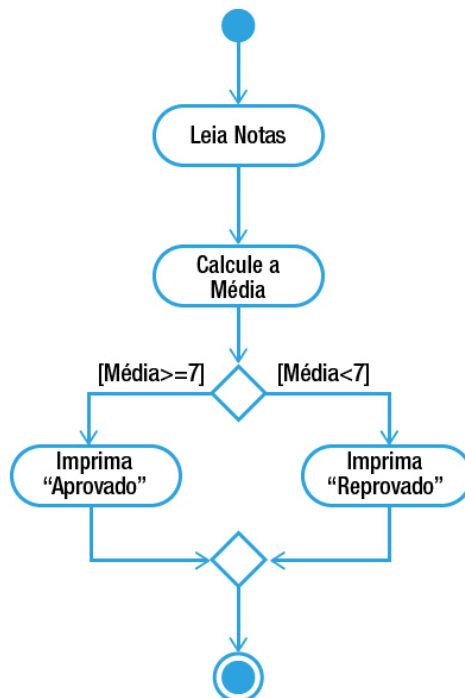 Leia Notas
Calcule a
Média
[Média>=7]
[Média<7]
Imprima
“Aprovado”
Imprima
“Reprovado”